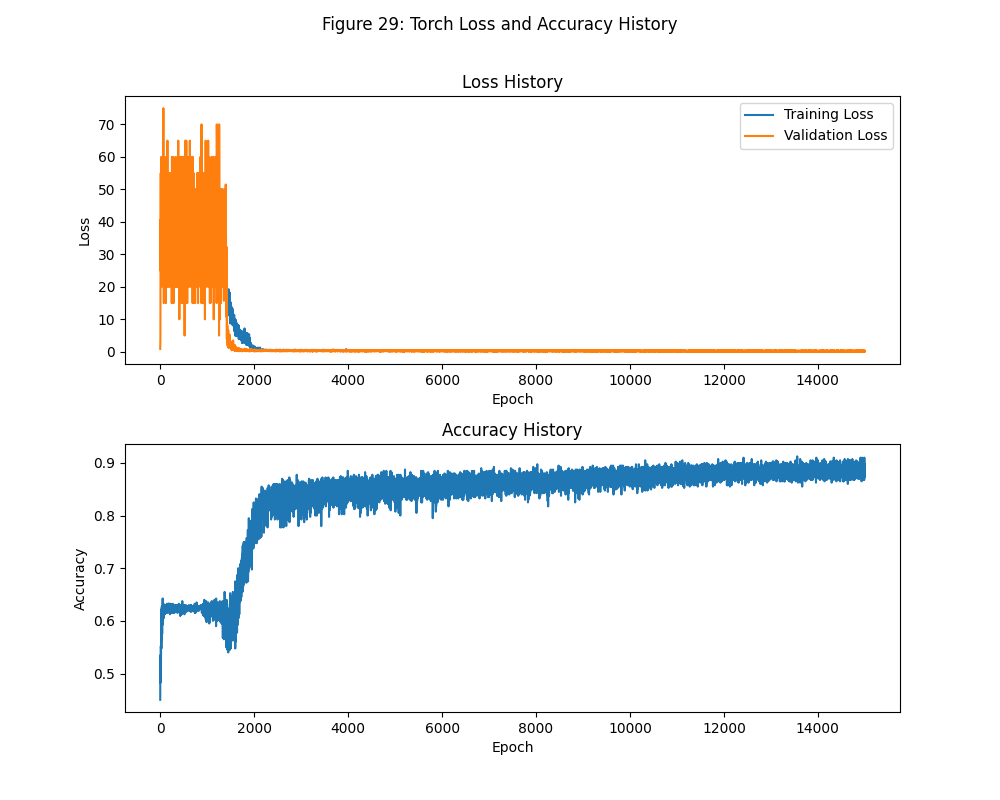 Figure 29: Torch Loss and Accuracy History
Loss History
Training Loss
Validation Loss
70
60
50
40
30
20
10
0
Loss
0 2000 4000 6000 8000 10000 12000 14000
Epoch
Accuracy History
0.9
0.8
0.7
0.6
0.5
Accuracy
0 2000 4000 6000 8000 10000 12000 14000
Epoch